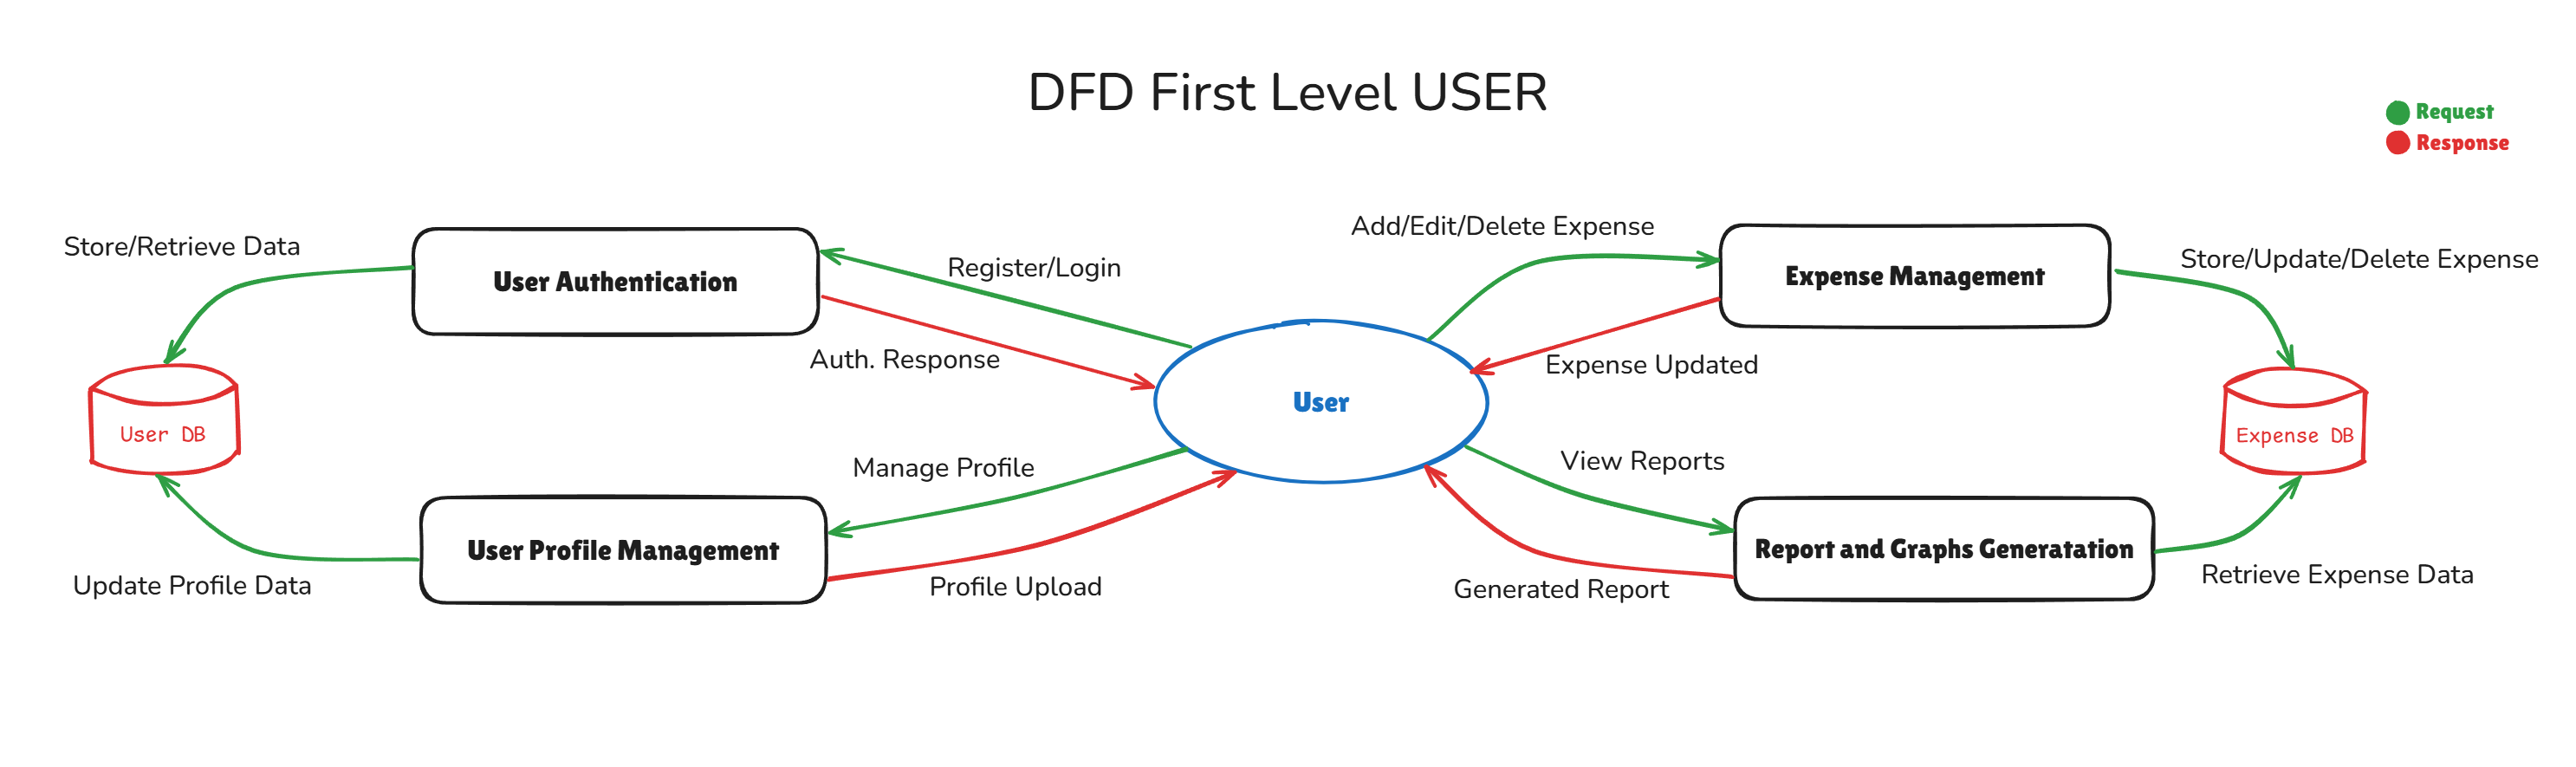 DFD First Level USER
Request
Response
Store/Retrieve Data
User Authentication
Register/Login
Auth. Response
Add/Edit/Delete Expense
Expense Management
Store/Update/Delete Expense
Expense Updated
User
User DB
Expense DB
Manage Profile
View Reports
User Profile Management
Report and Graphs Generatation
Update Profile Data
Profile Upload
Generated Report
Retrieve Expense Data